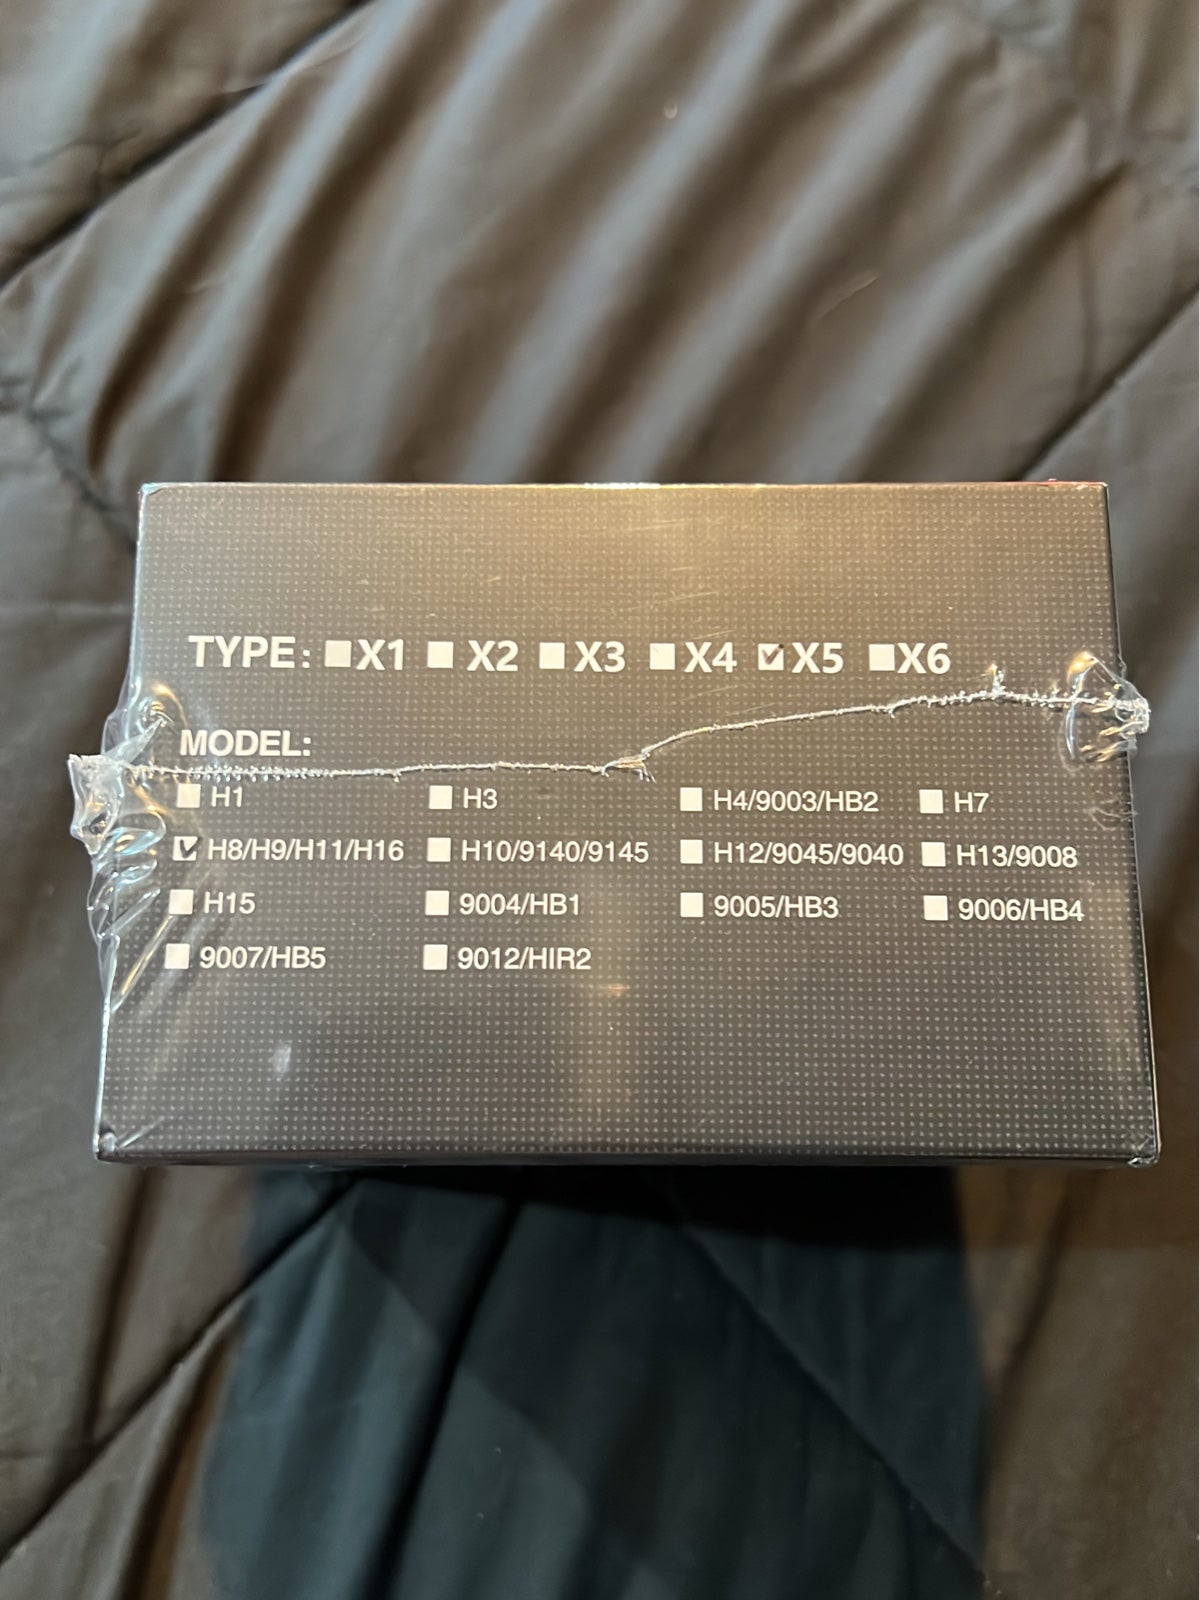 TYPE: X1 X2 X3 X4 X5 X6
MODEL:
H1 H3 H4/9003/HB2 H7
H8/H9/H11/H16 H10/9140/9145 H12/9045/9040 H13/9008
H15 9004/HB1 9005/HB3 9006/HB4
9007/HB5 9012/HIR2